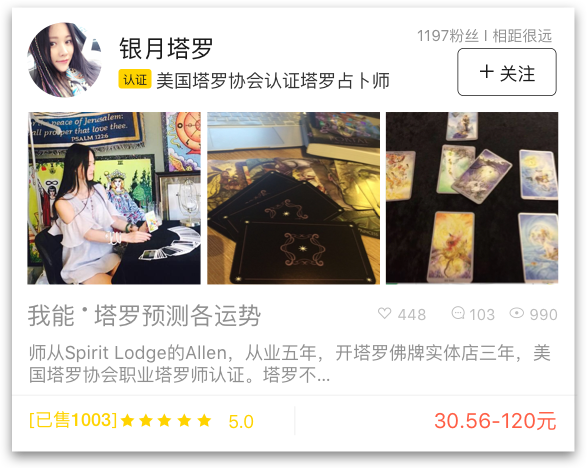 银月塔罗
1197粉丝 | 相距很远
认证 美国塔罗协会认证塔罗占卜师
+ 关注
the peace of Jerusalem:
all prosper that love thee.
PSALM 122:6
我能·塔罗预测各运势
448 103 990
师从Spirit Lodge的Allen，从业五年，开塔罗佛牌实体店三年，美
国塔罗协会职业塔罗师认证。塔罗不...
[已售1003] 5.0
30.56-120元